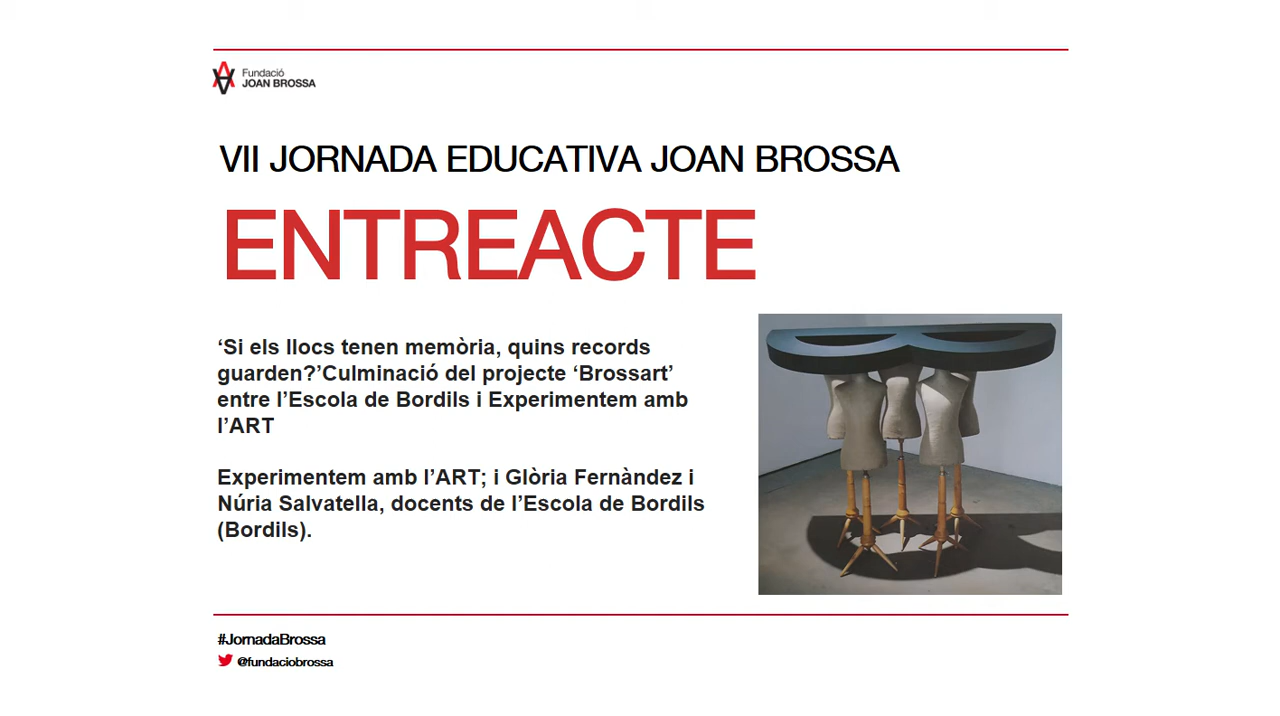 Fundació
JOAN BROSSA
VII JORNADA EDUCATIVA JOAN BROSSA
ENTREACTE
‘Si els llocs tenen memòria, quins records
guarden?’Culminació del projecte ‘Brossart’
entre l’Escola de Bordils i Experimentem amb
l’ART
Experimentem amb l’ART; i Glòria Fernàndez i
Núria Salvatella, docents de l’Escola de Bordils
(Bordils).
#JornadaBrossa
@fundaciobrossa